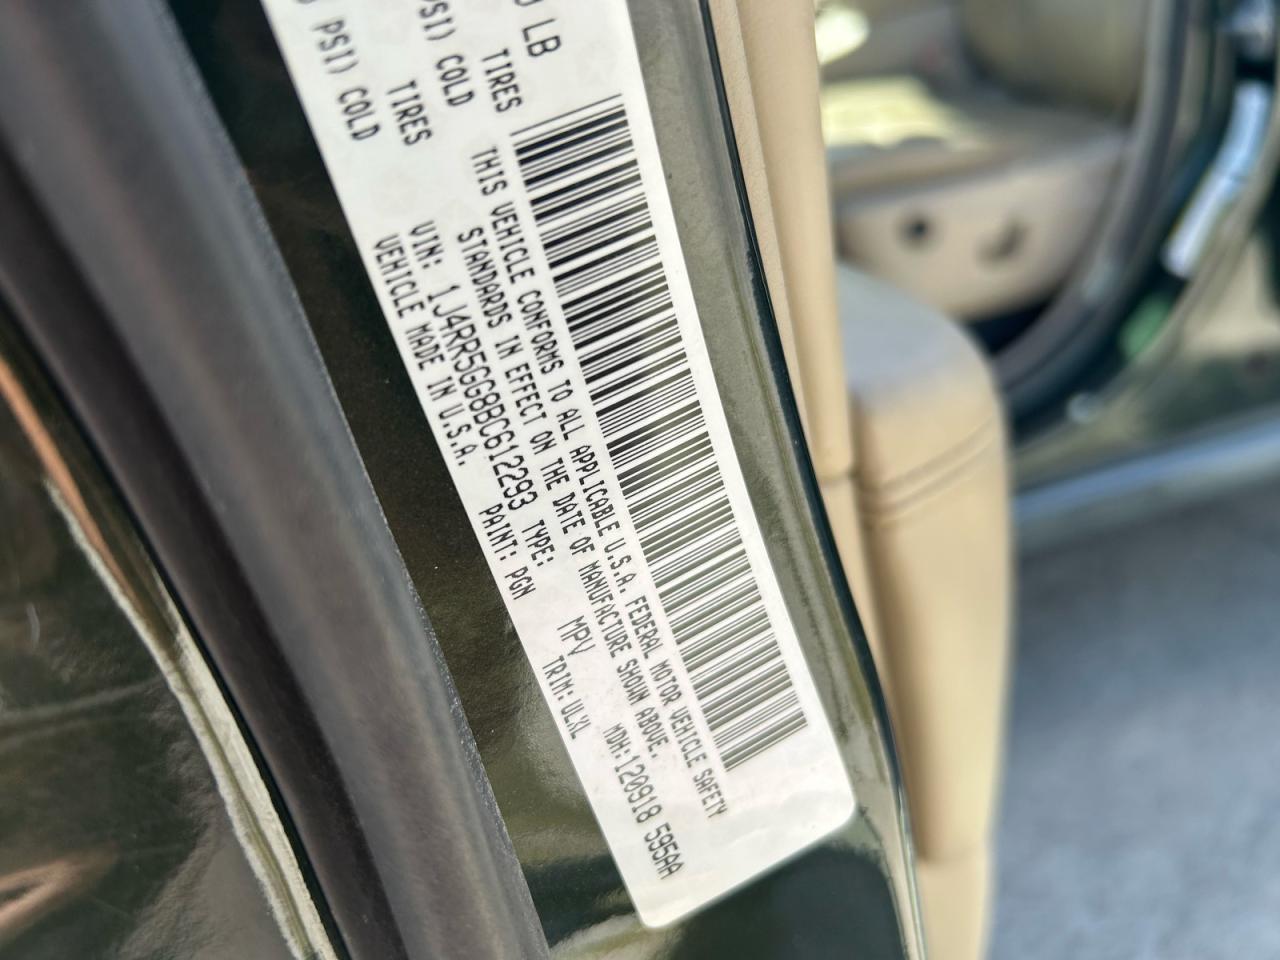 LB TIRES
PSI) COLD
TIRES
PSI) COLD
THIS VEHICLE CONFORMS TO ALL APPLICABLE U.S.A. FEDERAL MOTOR VEHICLE SAFETY
STANDARDS IN EFFECT ON THE DATE OF MANUFACTURE SHOWN ABOVE.
VIN: 1J4RR5GG8BC612293 TYPE: MPV MDH:120918 595AA
VEHICLE MADE IN U.S.A. PAINT: PGN TRIM:ULXL